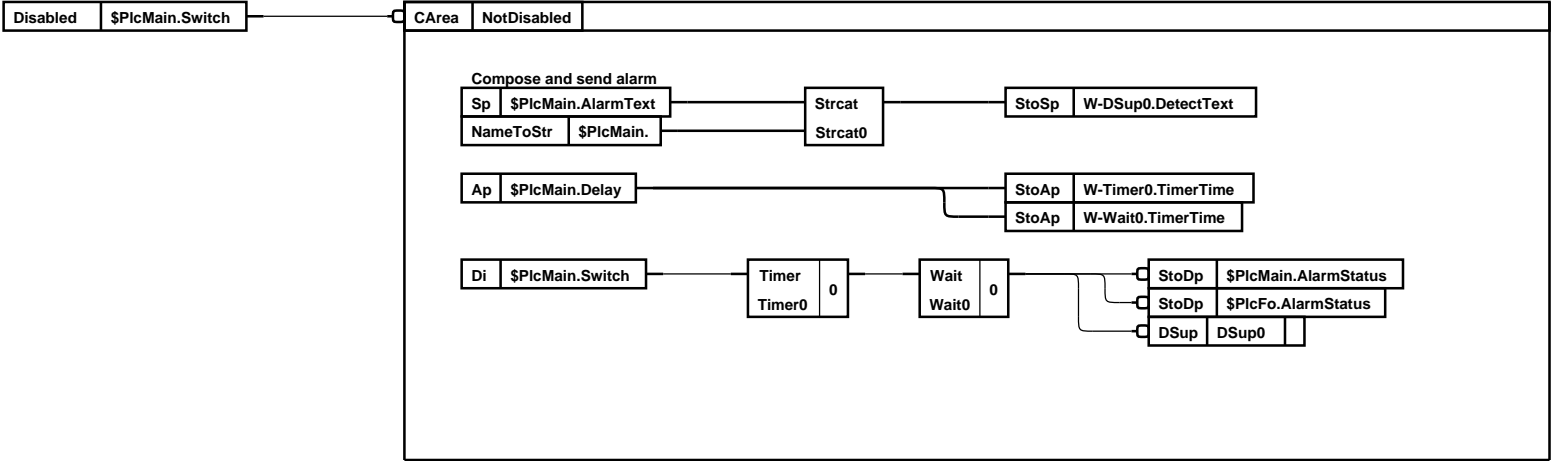 Disabled $PlcMain.Switch CArea NotDisabled
Compose and send alarm
Sp $PlcMain.AlarmText Strcat StoSp W-DSup0.DetectText
NameToStr $PlcMain. Strcat0
Ap $PlcMain.Delay StoAp W-Timer0.TimerTime
StoAp W-Wait0.TimerTime
Di $PlcMain.Switch Timer Wait StoDp $PlcMain.AlarmStatus
0 0
Timer0 Wait0 StoDp $PlcFo.AlarmStatus
DSup DSup0